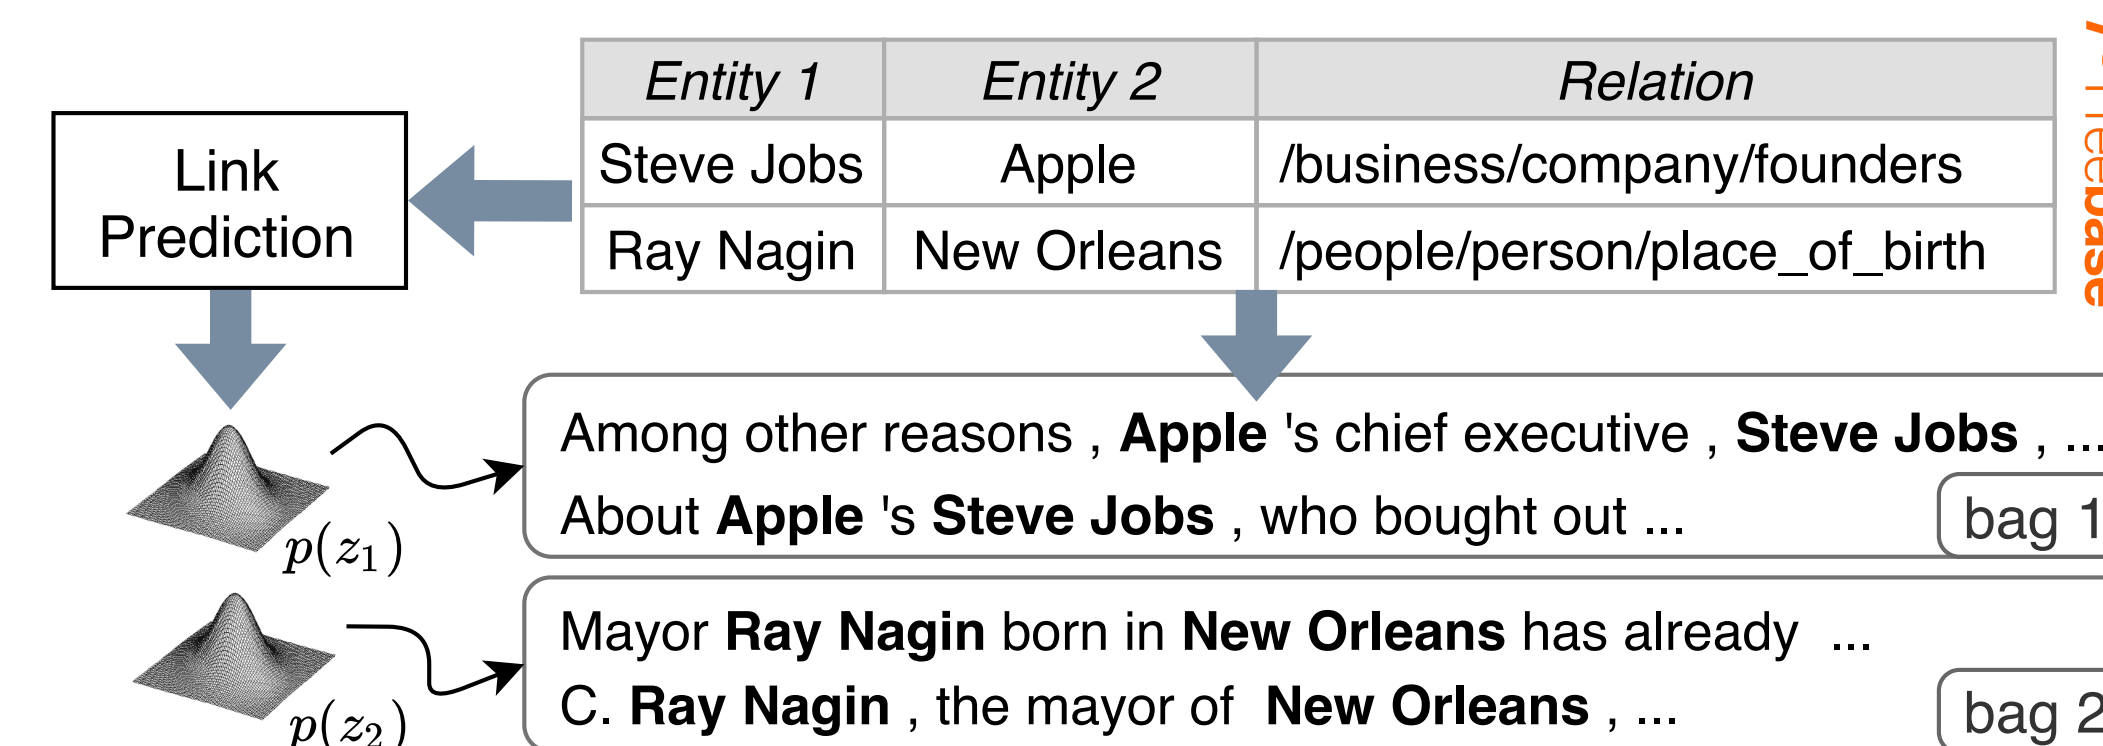 Entity 1 Entity 2 Relation
Steve Jobs Apple /business/company/founders
Ray Nagin New Orleans /people/person/place_of_birth
Link
Prediction
Among other reasons , Apple 's chief executive , Steve Jobs , ...
About Apple 's Steve Jobs , who bought out ...
bag 1
p(z₁)
Mayor Ray Nagin born in New Orleans has already ...
C. Ray Nagin , the mayor of New Orleans , ...
bag 2
p(z₂)
Freebase